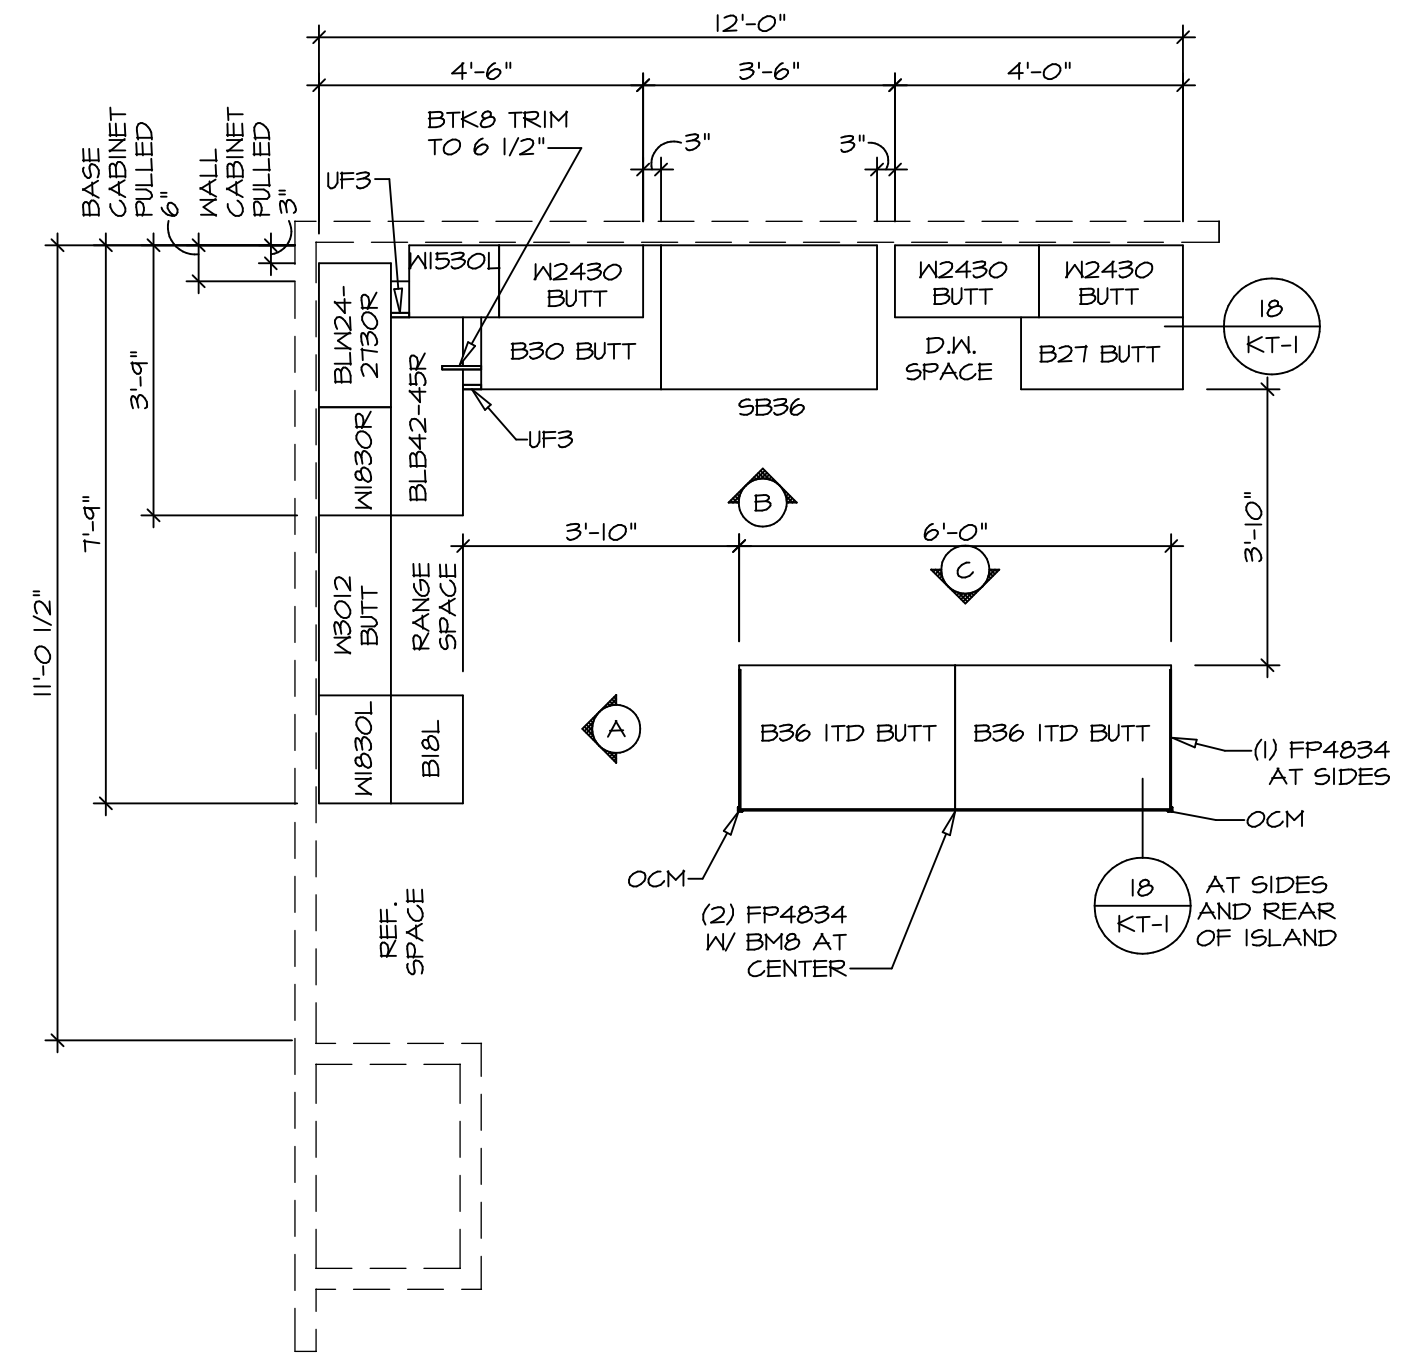 12'-0"
4'-6"
3'-6"
4'-0"
BTK8 TRIM
TO 6 1/2"
3"
3"
UF3
BASE
CABINET
PULLED
6"
WALL
CABINET
PULLED
3"
W1530L
W2430
BUTT
W2430
BUTT
W2430
BUTT
18
KT-1
BLW24-
2730R
B30 BUTT
D.W.
SPACE
B27 BUTT
3'-9"
BLB42-45R
SB36
UF3
W1830R
B
7'-9"
3'-10"
6'-0"
3'-10"
C
11'-0 1/2"
W3012
BUTT
RANGE
SPACE
A
W1830L
B18L
B36 1TD BUTT
B36 1TD BUTT
(1) FP4834
AT SIDES
OCM
OCM
(2) FP4834
W/ BM8 AT
CENTER
18
KT-1
AT SIDES
AND REAR
OF ISLAND
REF.
SPACE